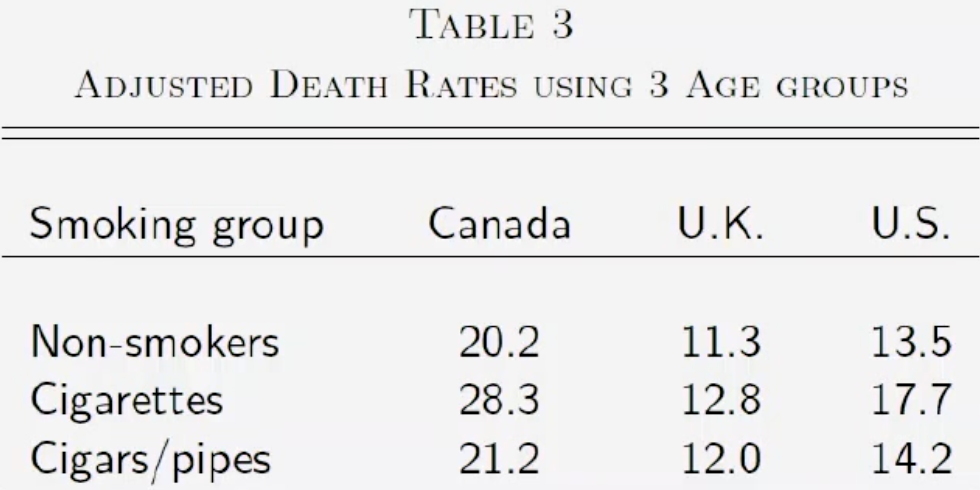 TABLE 3
ADJUSTED DEATH RATES USING 3 AGE GROUPS
Smoking group Canada U.K. U.S.
Non-smokers 20.2 11.3 13.5
Cigarettes 28.3 12.8 17.7
Cigars/pipes 21.2 12.0 14.2